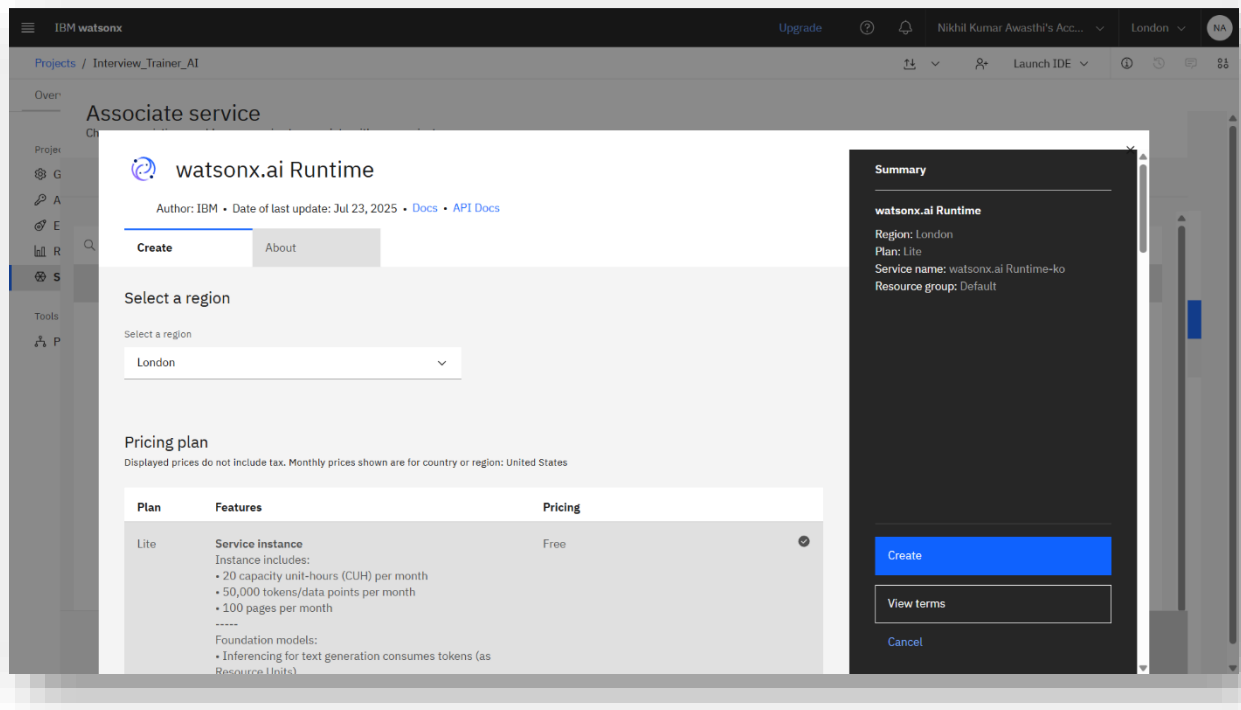 IBM watsonx
Upgrade
Nikhil Kumar Awasthi's Acc...
London
NA
Projects / Interview_Trainer_AI
Launch IDE
Over
Associate service
Ch
Projec
G
A
E
R
S
Tools
P
watsonx.ai Runtime
Author: IBM • Date of last update: Jul 23, 2025 • Docs • API Docs
Create
About
Select a region
Select a region
London
Pricing plan
Displayed prices do not include tax. Monthly prices shown are for country or region: United States
Plan Features Pricing
Lite Service instance Free
Instance includes:
• 20 capacity unit-hours (CUH) per month
• 50,000 tokens/data points per month
• 100 pages per month
-----
Foundation models:
• Inferencing for text generation consumes tokens (as
Resource Units)
Summary
watsonx.ai Runtime
Region: London
Plan: Lite
Service name: watsonx.ai Runtime-ko
Resource group: Default
Create
View terms
Cancel